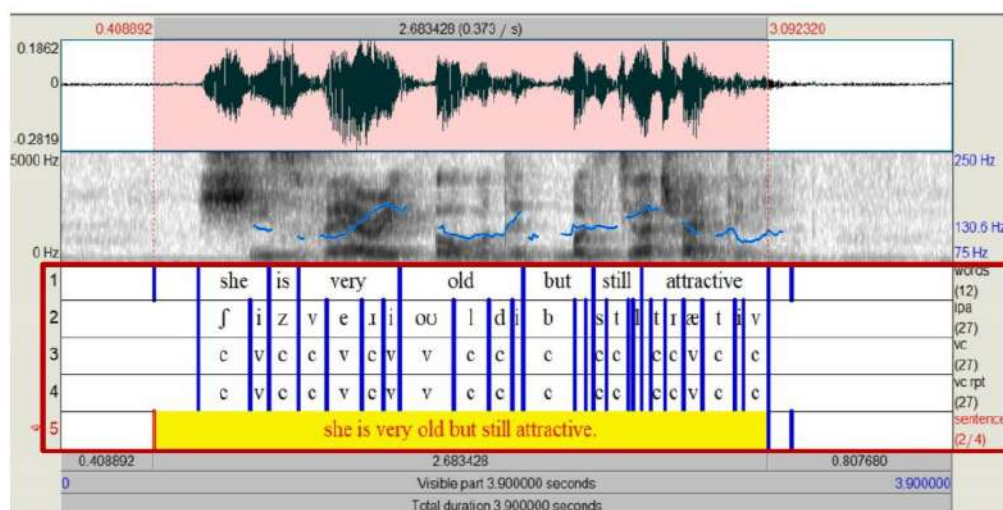 0.408892 2.683428 (0.373 / s) 3.092320
0.1862
0
-0.2819
5000 Hz 250 Hz
130.6 Hz
0 Hz 75 Hz
1 she is very old but still attractive words (12)
2 ʃ i z v e ɹ i oʊ l d i b s t l t r æ t i v ipa (27)
3 c v c c v c v v c c c c c c c v c v c vc (27)
4 c v c c v c v v c c c c c c c v c v c vc rpt (27)
5 she is very old but still attractive. sentence (2/4)
0.408892 2.683428 0.807680
0 Visible part 3.900000 seconds 3.900000
Total duration 3.900000 seconds